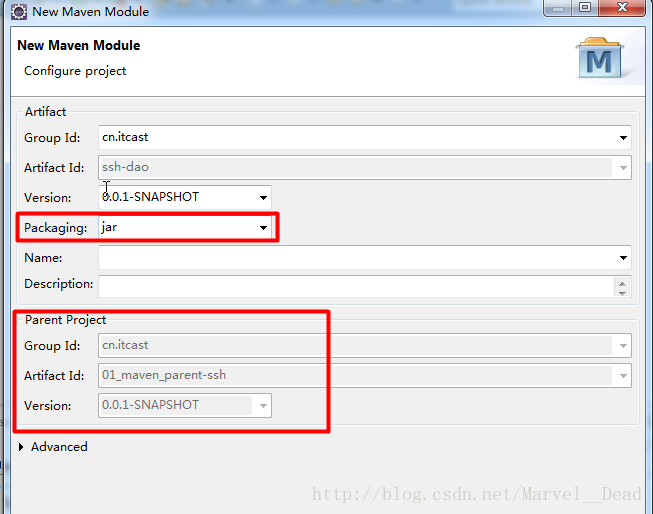 New Maven Module
New Maven Module
Configure project
M
Artifact
Group Id: cn.itcast
Artifact Id: ssh-dao
Version: 0.0.1-SNAPSHOT
Packaging: jar
Name:
Description:
Parent Project
Group Id: cn.itcast
Artifact Id: 01_maven_parent-ssh
Version: 0.0.1-SNAPSHOT
Advanced
http://blog.csdn.net/Marvel__Dead